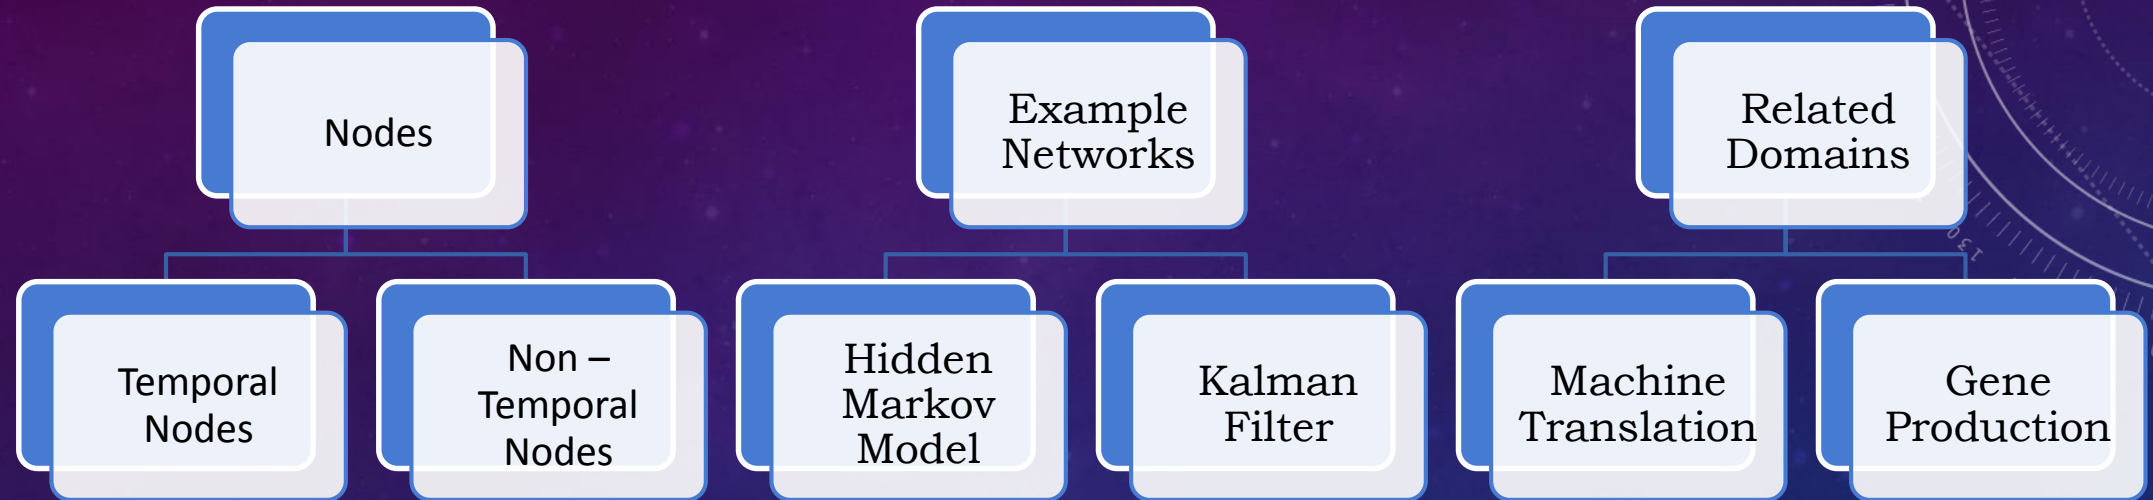 Nodes
Example
Networks
Related
Domains
130
Temporal
Nodes
Non –
Temporal
Nodes
Hidden
Markov
Model
Kalman
Filter
Machine
Translation
Gene
Production